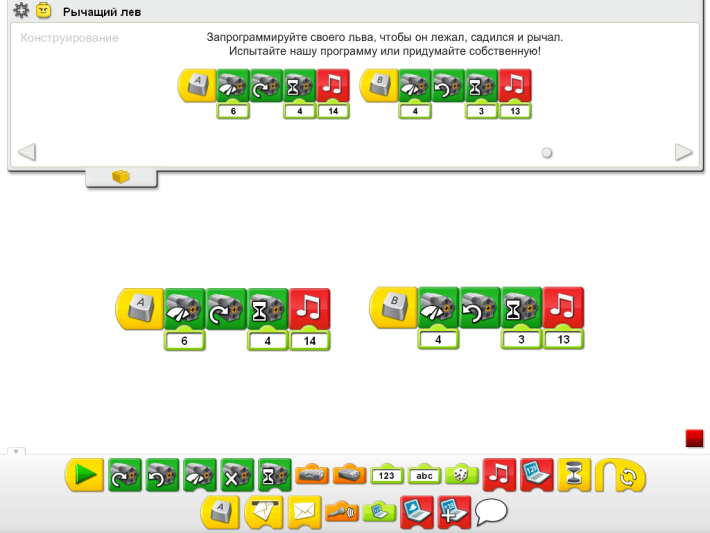 Рычащий лев
Конструирование
Запрограммируйте своего льва, чтобы он лежал, садился и рычал.
Испытайте нашу программу или придумайте собственную!
A B
6 4 14 4 3 13
A B
6 4 14 4 3 13
123 abc 123
A